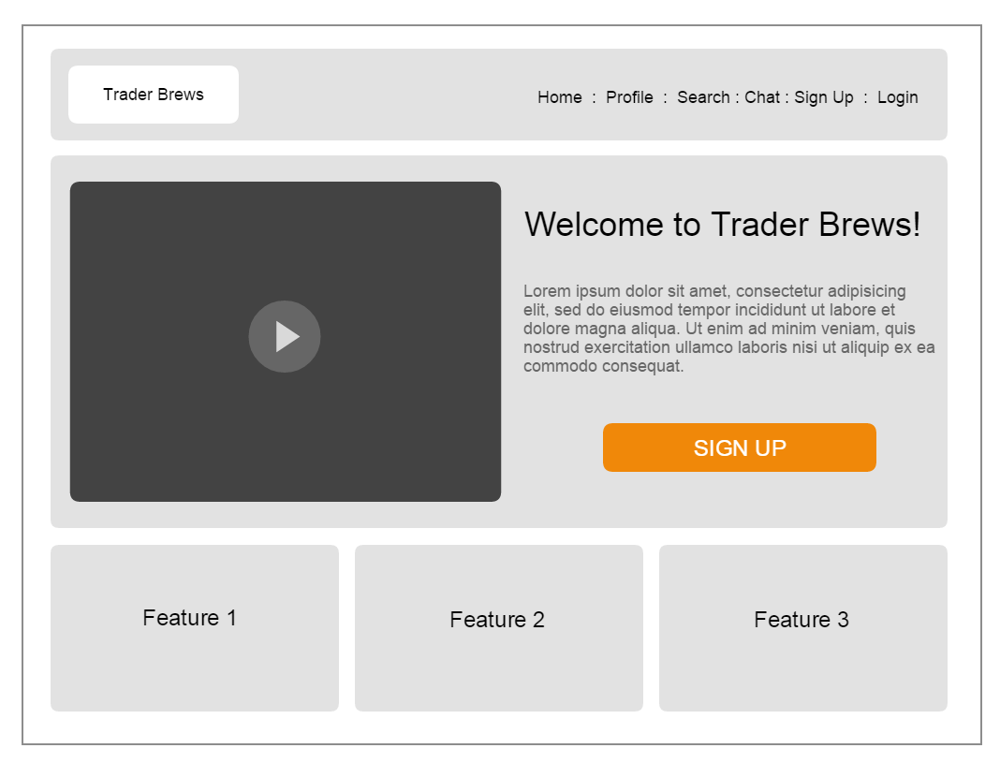 Trader Brews
Home : Profile : Search : Chat : Sign Up : Login
Welcome to Trader Brews!
Lorem ipsum dolor sit amet, consectetur adipisicing
elit, sed do eiusmod tempor incididunt ut labore et
dolore magna aliqua. Ut enim ad minim veniam, quis
nostrud exercitation ullamco laboris nisi ut aliquip ex ea
commodo consequat.
SIGN UP
Feature 1
Feature 2
Feature 3